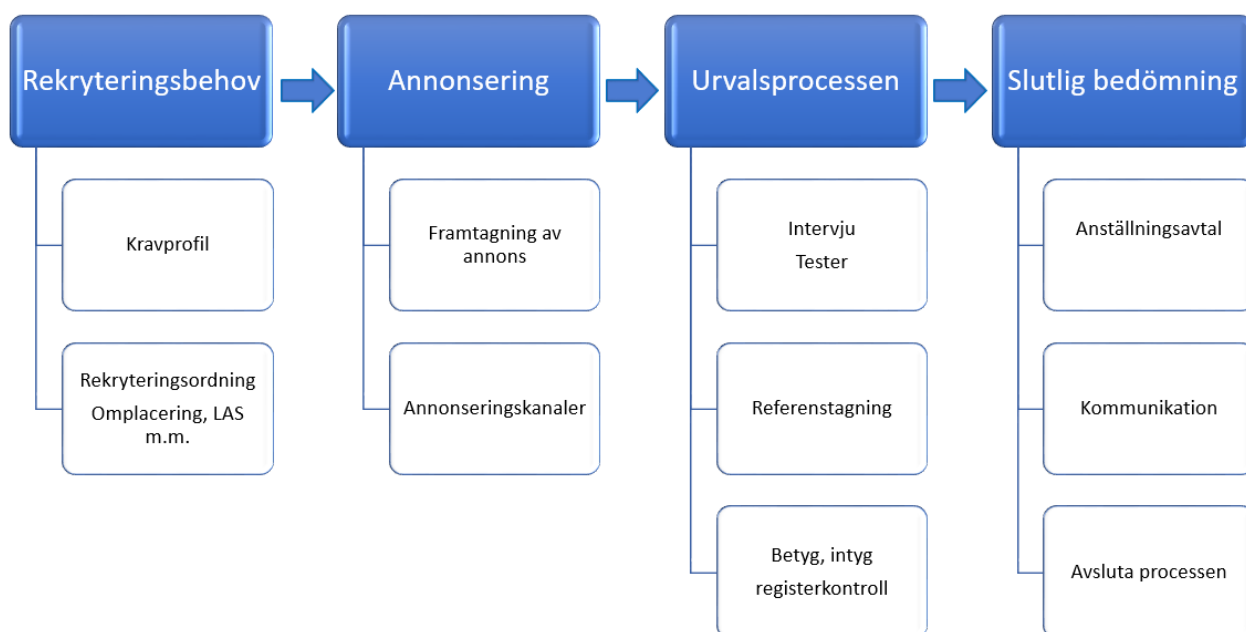 Rekryteringsbehov
Kravprofil
Rekryteringsordning
Omplacering, LAS
m.m.
Annonsering
Framtagning av
annons
Annonseringskanaler
Urvalsprocessen
Intervju
Tester
Referenstagning
Betyg, intyg
registerkontroll
Slutlig bedömning
Anställningsavtal
Kommunikation
Avsluta processen